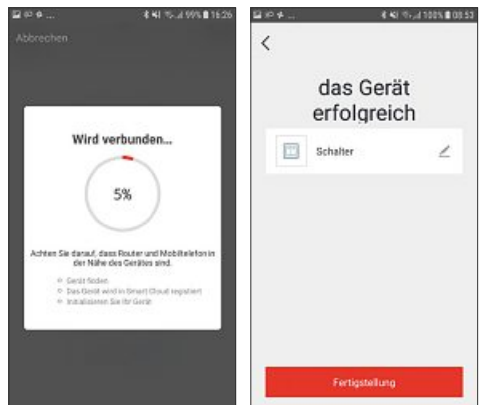 99% 16:26
Abbrechen
Wird verbunden...
5%
Achten Sie darauf, dass Router und Mobiltelefon in
der Nähe des Gerätes sind.
Gerät finden
Das Gerät wird in Smart Cloud registriert
Initialisieren Sie Ihr Gerät
100% 08:53
das Gerät
erfolgreich
Schalter
Fertigstellung